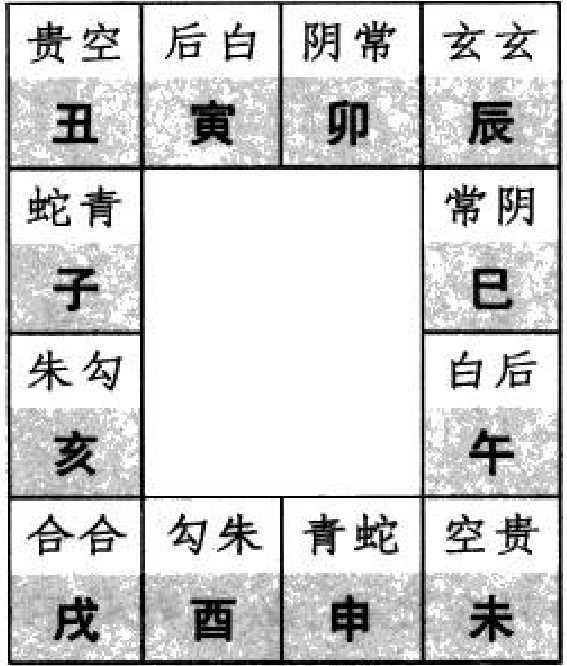 贵空 后白 阴常 玄玄
丑 寅 卯 辰
蛇青 常阴
子 巳
朱勾 白后
亥 午
合合 勾朱 青蛇 空贵
戌 酉 申 未